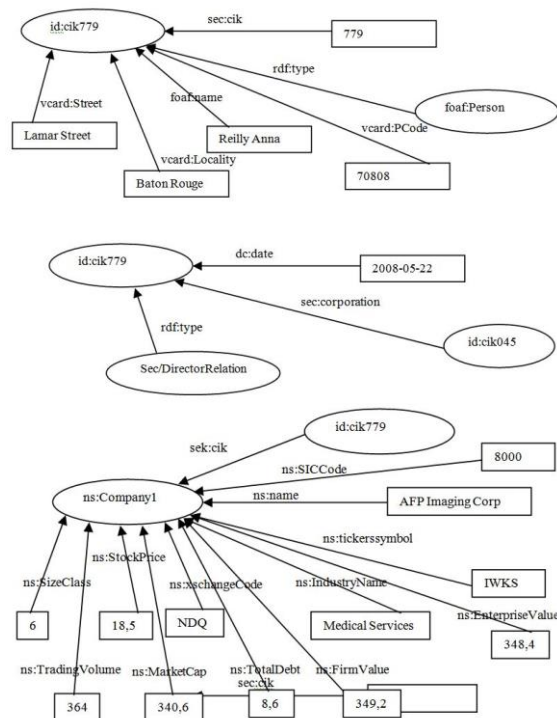 id:cik779
sec:cik
779
rdf:type
foaf:name
foaf:Person
vcard:Street
vcard:PCode
Lamar Street
Reilly Anna
vcard:Locality
70808
Baton Rouge
id:cik779
dc:date
2008-05-22
sec:corporation
rdf:type
id:cik045
Sec/DirectorRelation
id:cik779
sek:cik
8000
ns:SICCode
ns:Company1
ns:name
AFP Imaging Corp
ns:tickerssymbol
ns:StockPrice
ns:SizeClass
ns:xschangeCode
ns:IndustryName
IWKS
ns:EnterpriseValue
6
18,5
NDQ
Medical Services
348,4
ns:TradingVolume
ns:MarketCap
ns:TotalDebt
ns:FirmValue
sec:cik
364
340,6
8,6
349,2